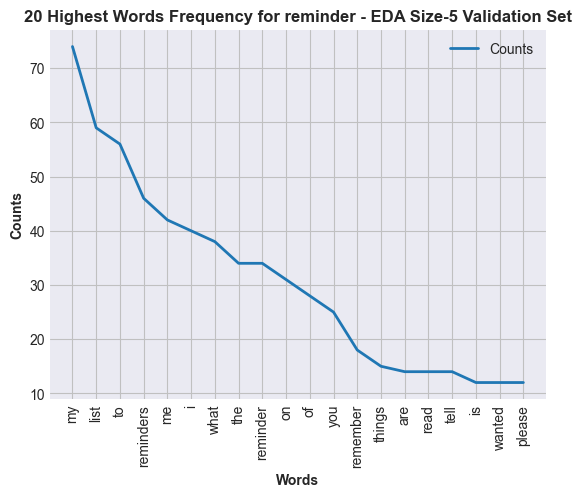 20 Highest Words Frequency for reminder - EDA Size-5 Validation Set
Counts
70
60
50
40
30
20
10
Counts
my
list
to
reminders
me
i
what
the
reminder
on
of
you
remember
things
are
read
tell
is
wanted
please
Words